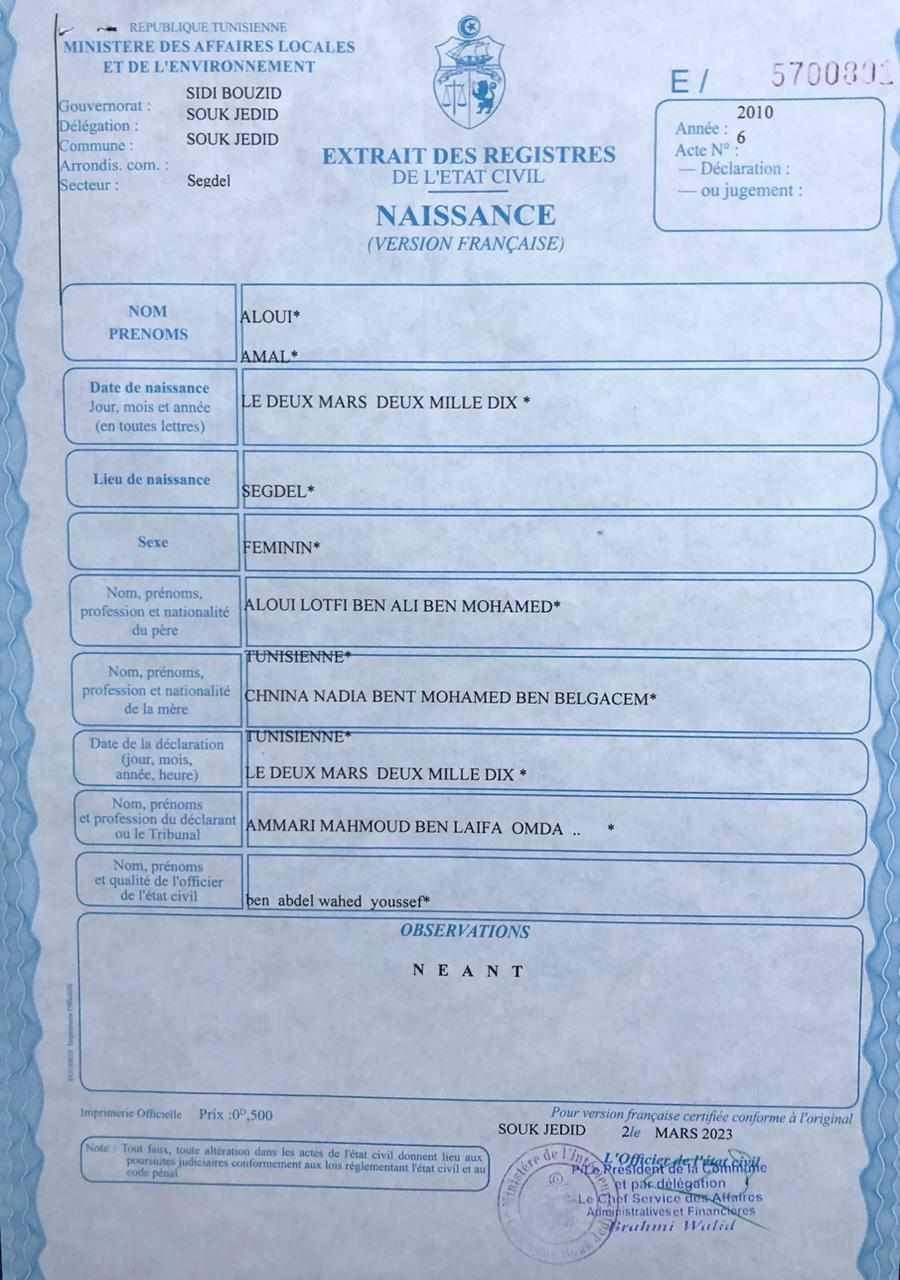 REPUBLIQUE TUNISIENNE
MINISTERE DES AFFAIRES LOCALES
ET DE L'ENVIRONNEMENT
Gouvernorat : SIDI BOUZID
Délégation : SOUK JEDID
Commune : SOUK JEDID
Arrondis. com. :
Secteur : Segdel
EXTRAIT DES REGISTRES
DE L'ETAT CIVIL
NAISSANCE
(VERSION FRANÇAISE)
E /
Année : 2010
Acte N° : 6
— Déclaration :
— ou jugement :
NOM
PRENOMS
ALOUI*
AMAL*
Date de naissance
Jour, mois et année
(en toutes lettres)
LE DEUX MARS DEUX MILLE DIX *
Lieu de naissance
SEGDEL*
Sexe
FEMININ*
Nom, prénoms,
profession et nationalité
du père
ALOUI LOTFI BEN ALI BEN MOHAMED*
TUNISIENNE*
Nom, prénoms,
profession et nationalité
de la mère
CHNINA NADIA BENT MOHAMED BEN BELGACEM*
TUNISIENNE*
Date de la déclaration
(jour, mois,
année, heure)
LE DEUX MARS DEUX MILLE DIX *
Nom, prénoms
et profession du déclarant
ou le Tribunal
AMMARI MAHMOUD BEN LAIFA OMDA .. *
Nom, prénoms
et qualité de l'officier
de l'état civil
ben abdel wahed youssef*
OBSERVATIONS
N E A N T
Imprimerie Officielle Prix :0ᴰ,500
Pour version française certifiée conforme à l'original
SOUK JEDID 2le MARS 2023
Note : Tout faux, toute altération dans les actes de l'état civil donnent lieu aux
poursuites judiciaires conformement aux lois réglementant l'état civil et au
code pénal.
L'Officier de l'état civil
P/Le Président de la Commune
et par délégation
Le Chef Service des Affaires
Administratives et Financières
Brahmi Walid
Ministère de l'Intérieur